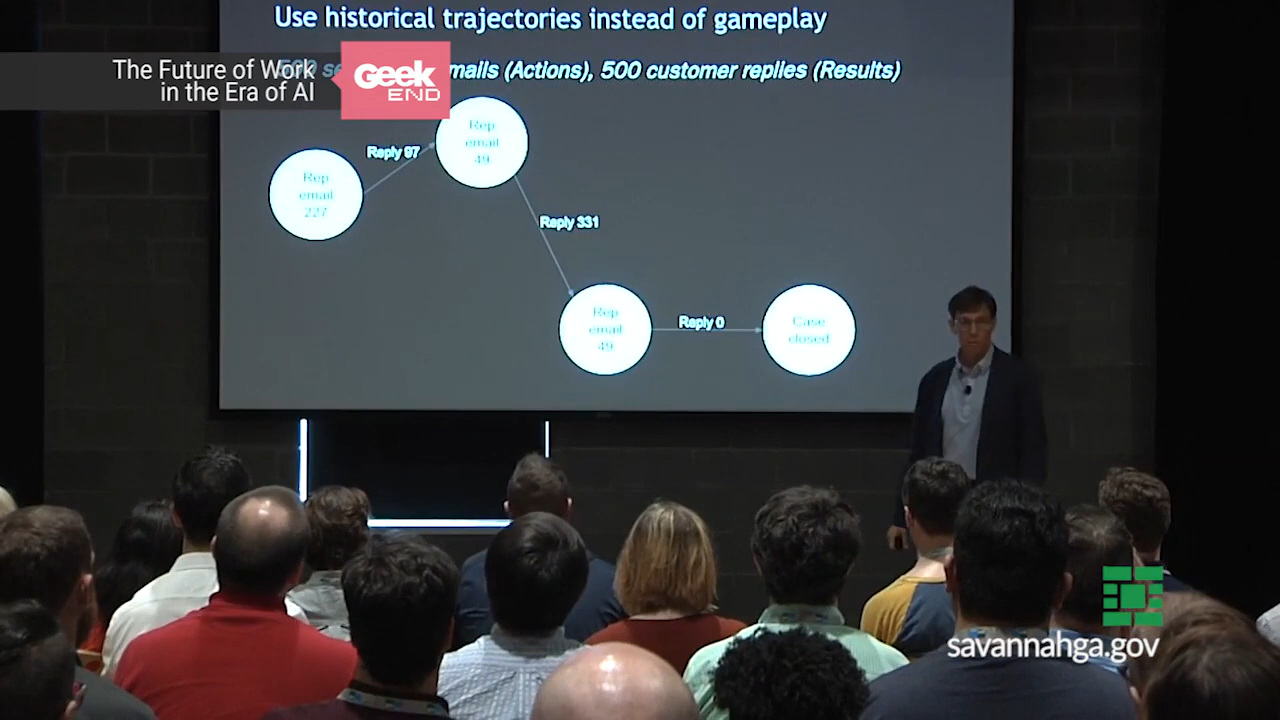 Use historical trajectories instead of gameplay
mails (Actions), 500 customer replies (Results)
The Future of Work
in the Era of AI
Geek
END
Rep
email
227
Reply 97
Rep
email
49
Reply 331
Rep
email
49
Reply 0
Case
closed
savannahga.gov